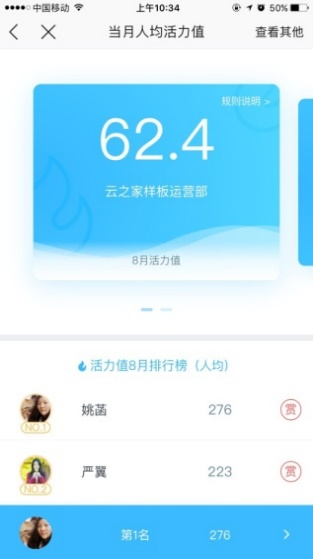 中国移动 上午10:34 50%
当月人均活力值 查看其他
规则说明 >
62.4
云之家样板运营部
8月活力值
活力值8月排行榜（人均）
姚菡 276 赏
NO.1
严翼 223 赏
NO.2
第1名 276